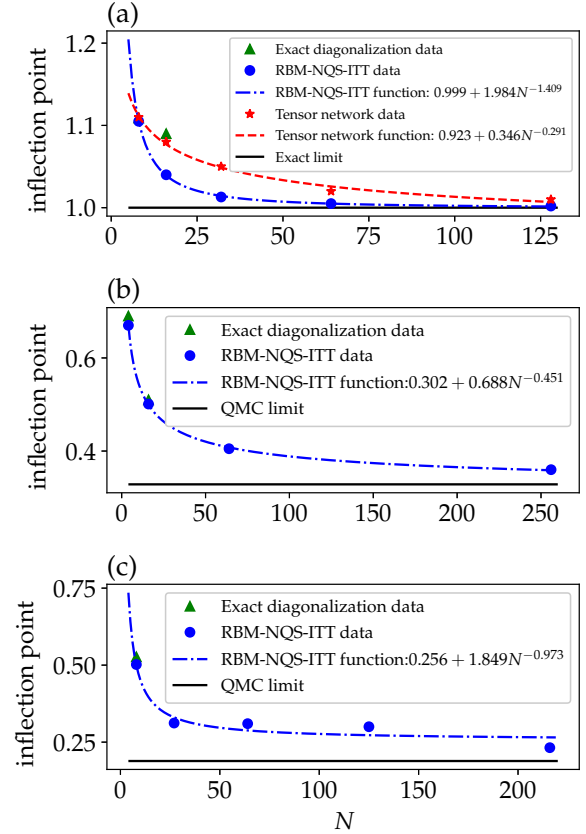 (a)
1.2
1.1
1.0
inflection point
Exact diagonalization data
RBM-NQS-ITT data
RBM-NQS-ITT function: 0.999 + 1.984N^{-1.409}
Tensor network data
Tensor network function: 0.923 + 0.346N^{-0.291}
Exact limit
0 25 50 75 100 125
(b)
0.6
0.4
inflection point
Exact diagonalization data
RBM-NQS-ITT data
RBM-NQS-ITT function:0.302 + 0.688N^{-0.451}
QMC limit
0 50 100 150 200 250
(c)
0.75
0.50
0.25
inflection point
Exact diagonalization data
RBM-NQS-ITT data
RBM-NQS-ITT function:0.256 + 1.849N^{-0.973}
QMC limit
0 50 100 150 200
N